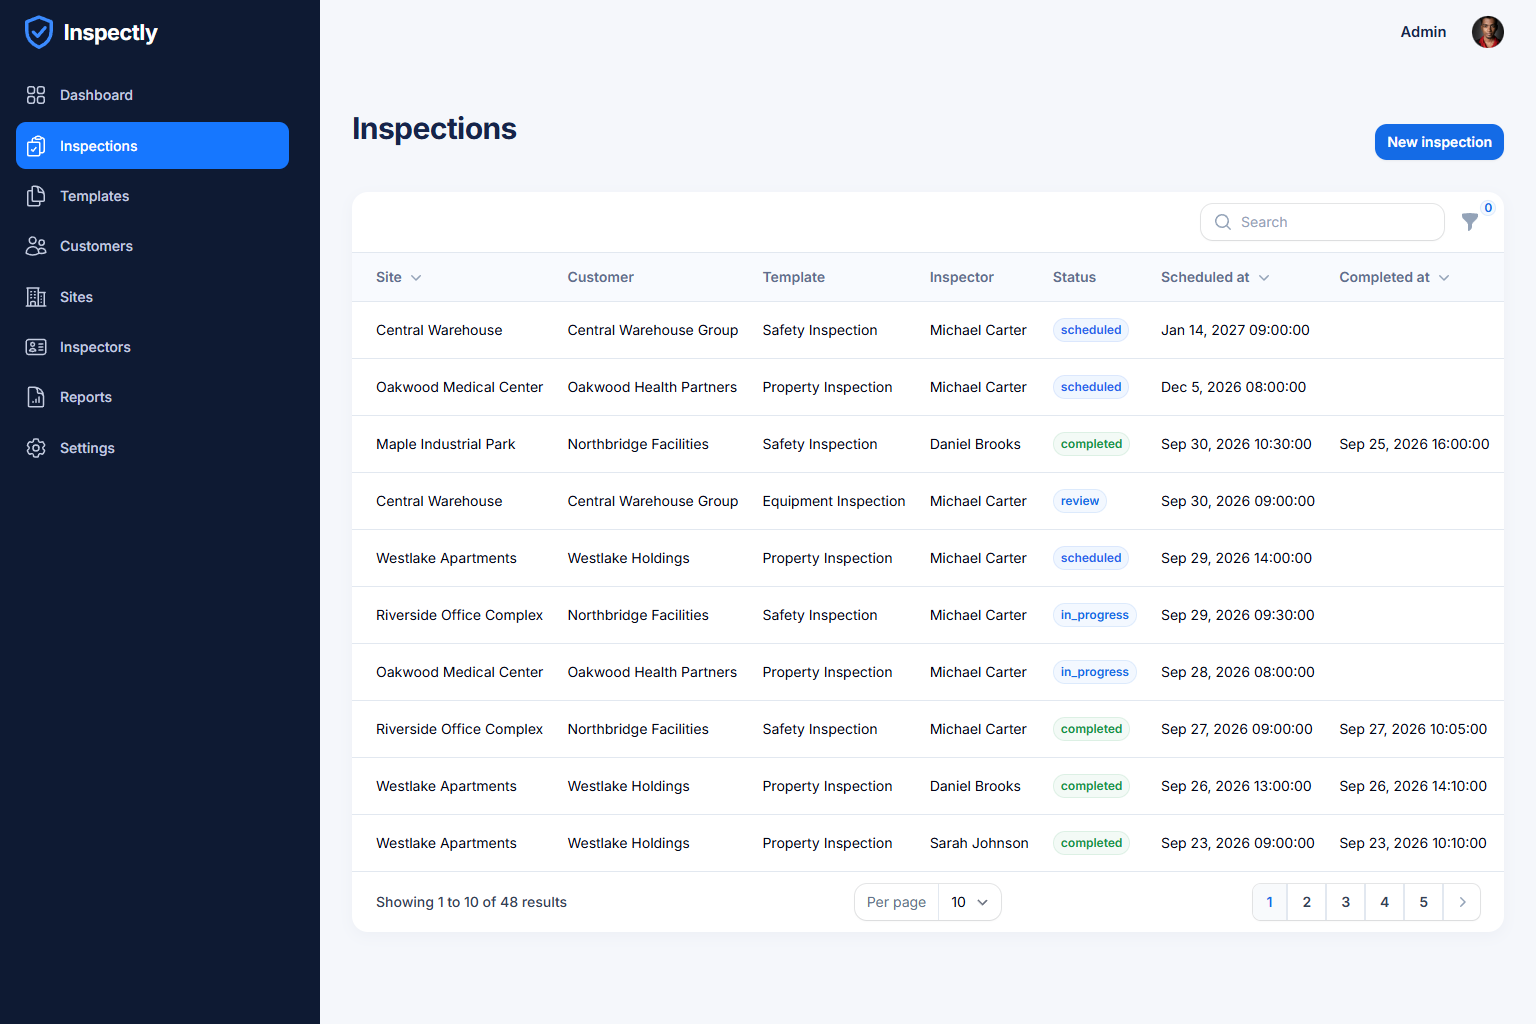 Inspectly
Admin
Dashboard
Inspections
Templates
Customers
Sites
Inspectors
Reports
Settings
Inspections
New inspection
Search
0
Site Customer Template Inspector Status Scheduled at Completed at
Central Warehouse Central Warehouse Group Safety Inspection Michael Carter scheduled Jan 14, 2027 09:00:00
Oakwood Medical Center Oakwood Health Partners Property Inspection Michael Carter scheduled Dec 5, 2026 08:00:00
Maple Industrial Park Northbridge Facilities Safety Inspection Daniel Brooks completed Sep 30, 2026 10:30:00 Sep 25, 2026 16:00:00
Central Warehouse Central Warehouse Group Equipment Inspection Michael Carter review Sep 30, 2026 09:00:00
Westlake Apartments Westlake Holdings Property Inspection Michael Carter scheduled Sep 29, 2026 14:00:00
Riverside Office Complex Northbridge Facilities Safety Inspection Michael Carter in_progress Sep 29, 2026 09:30:00
Oakwood Medical Center Oakwood Health Partners Property Inspection Michael Carter in_progress Sep 28, 2026 08:00:00
Riverside Office Complex Northbridge Facilities Safety Inspection Michael Carter completed Sep 27, 2026 09:00:00 Sep 27, 2026 10:05:00
Westlake Apartments Westlake Holdings Property Inspection Daniel Brooks completed Sep 26, 2026 13:00:00 Sep 26, 2026 14:10:00
Westlake Apartments Westlake Holdings Property Inspection Sarah Johnson completed Sep 23, 2026 09:00:00 Sep 23, 2026 10:10:00
Showing 1 to 10 of 48 results Per page 10 1 2 3 4 5